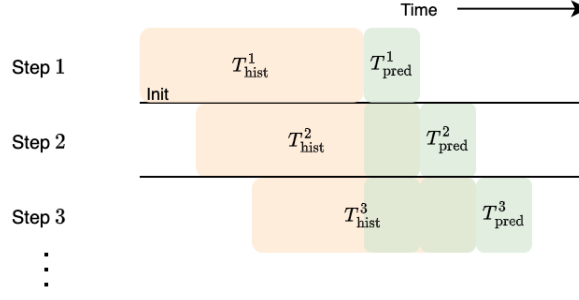 Time
Step 1
T^1_hist
T^1_pred
Init
Step 2
T^2_hist
T^2_pred
Step 3
T^3_hist
T^3_pred